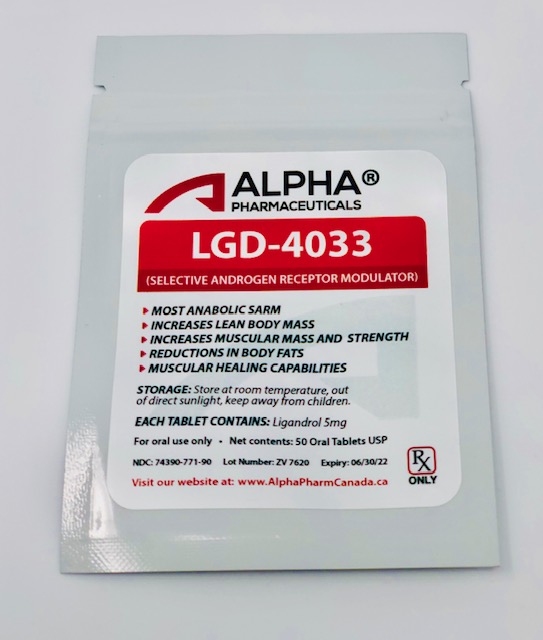 ALPHA®
PHARMACEUTICALS
LGD-4033
(SELECTIVE ANDROGEN RECEPTOR MODULATOR)
MOST ANABOLIC SARM
INCREASES LEAN BODY MASS
INCREASES MUSCULAR MASS AND STRENGTH
REDUCTIONS IN BODY FATS
MUSCULAR HEALING CAPABILITIES
STORAGE: Store at room temperature, out
of direct sunlight, keep away from children.
EACH TABLET CONTAINS: Ligandrol 5mg
For oral use only • Net contents: 50 Oral Tablets USP
NDC: 74390-771-90 Lot Number: ZV 7620 Expiry: 06/30/22
Rx
ONLY
Visit our website at: www.AlphaPharmCanada.ca